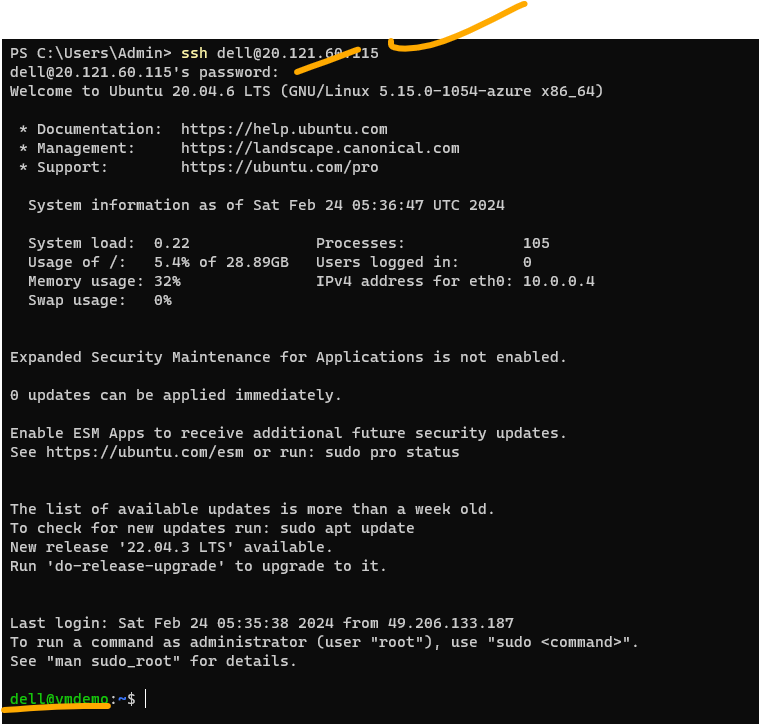 PS C:\Users\Admin> ssh dell@20.121.60.115
dell@20.121.60.115's password:
Welcome to Ubuntu 20.04.6 LTS (GNU/Linux 5.15.0-1054-azure x86_64)
* Documentation:  https://help.ubuntu.com
* Management:     https://landscape.canonical.com
* Support:        https://ubuntu.com/pro
System information as of Sat Feb 24 05:36:47 UTC 2024
System load:  0.22              Processes:             105
Usage of /:   5.4% of 28.89GB   Users logged in:       0
Memory usage: 32%               IPv4 address for eth0: 10.0.0.4
Swap usage:   0%
Expanded Security Maintenance for Applications is not enabled.
0 updates can be applied immediately.
Enable ESM Apps to receive additional future security updates.
See https://ubuntu.com/esm or run: sudo pro status
The list of available updates is more than a week old.
To check for new updates run: sudo apt update
New release '22.04.3 LTS' available.
Run 'do-release-upgrade' to upgrade to it.
Last login: Sat Feb 24 05:35:38 2024 from 49.206.133.187
To run a command as administrator (user "root"), use "sudo <command>".
See "man sudo_root" for details.
dell@vmdemo:~$